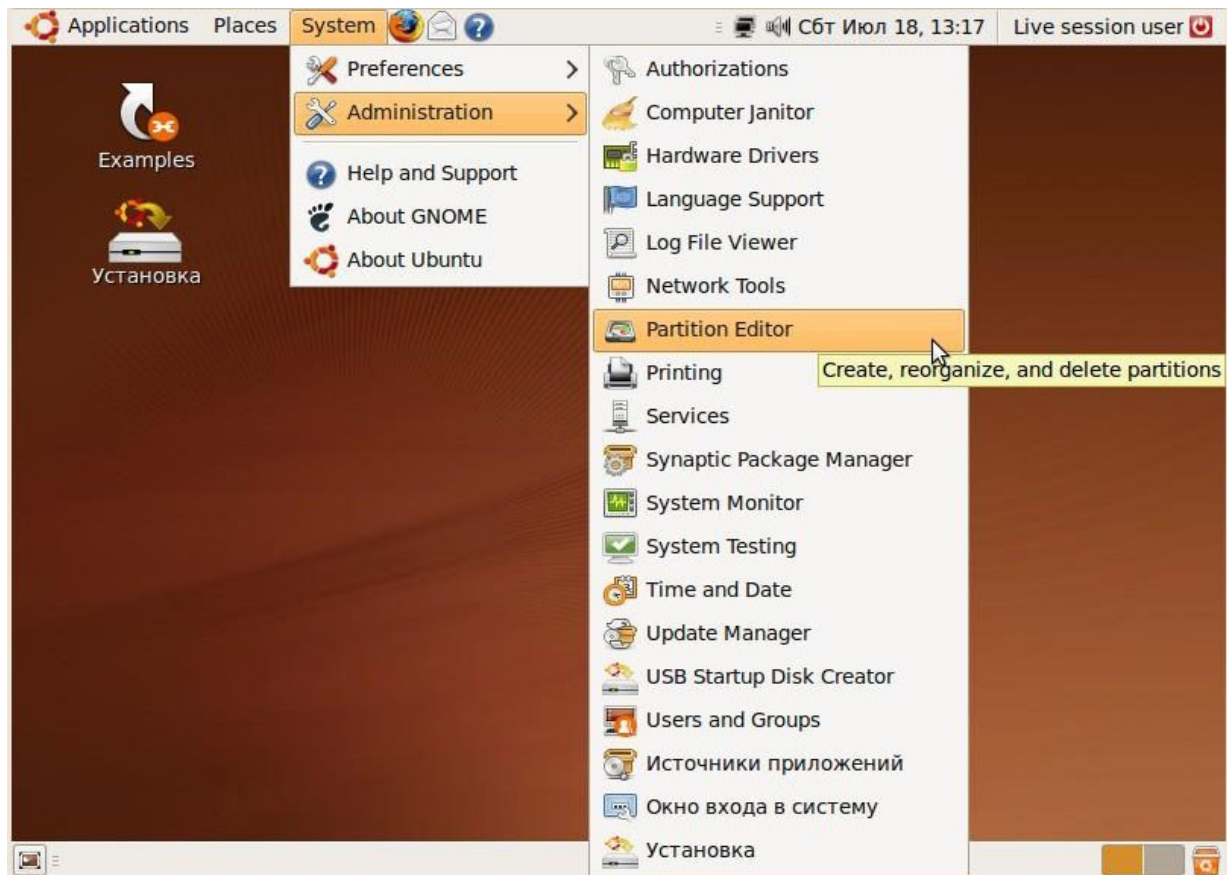 Applications Places System Сбт Июл 18, 13:17 Live session user
Examples
Установка
Preferences
Administration
Help and Support
About GNOME
About Ubuntu
Authorizations
Computer Janitor
Hardware Drivers
Language Support
Log File Viewer
Network Tools
Partition Editor
Create, reorganize, and delete partitions
Printing
Services
Synaptic Package Manager
System Monitor
System Testing
Time and Date
Update Manager
USB Startup Disk Creator
Users and Groups
Источники приложений
Окно входа в систему
Установка